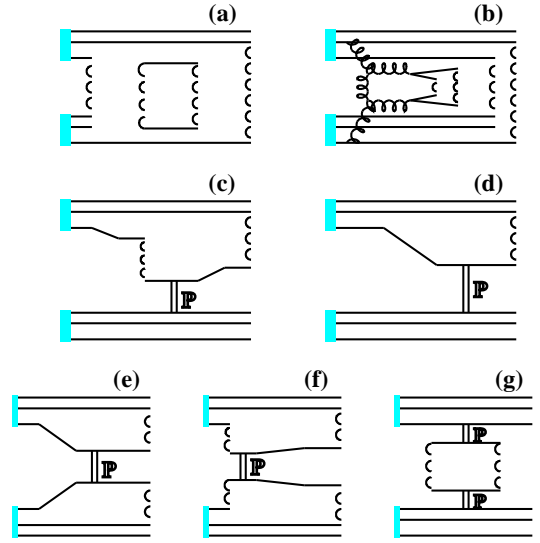 (a) (b)
(c) (d)
ℙ ℙ
(e) (f) (g)
ℙ
ℙ ℙ
ℙ